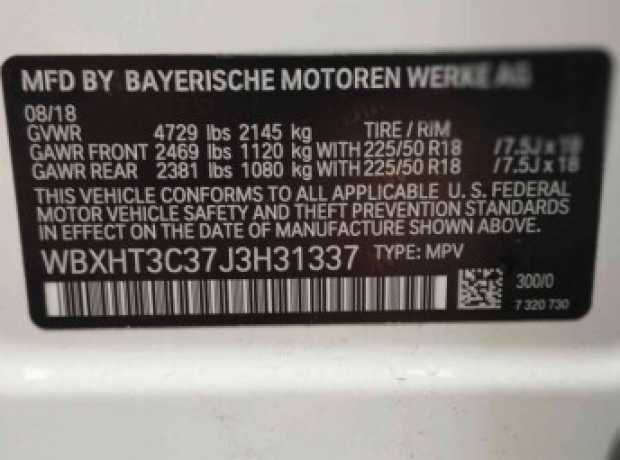 MFD BY BAYERISCHE MOTOREN WERKE AG
08/18
GVWR 4729 lbs 2145 kg TIRE / RIM
GAWR FRONT 2469 lbs 1120 kg WITH 225/50 R18 /7.5J x 18
GAWR REAR 2381 lbs 1080 kg WITH 225/50 R18 /7.5J x 18
THIS VEHICLE CONFORMS TO ALL APPLICABLE U. S. FEDERAL
MOTOR VEHICLE SAFETY AND THEFT PREVENTION STANDARDS
IN EFFECT ON THE DATE OF MANUFACTURE SHOWN ABOVE.
WBXHT3C37J3H31337 TYPE: MPV
300/0
7 320 730